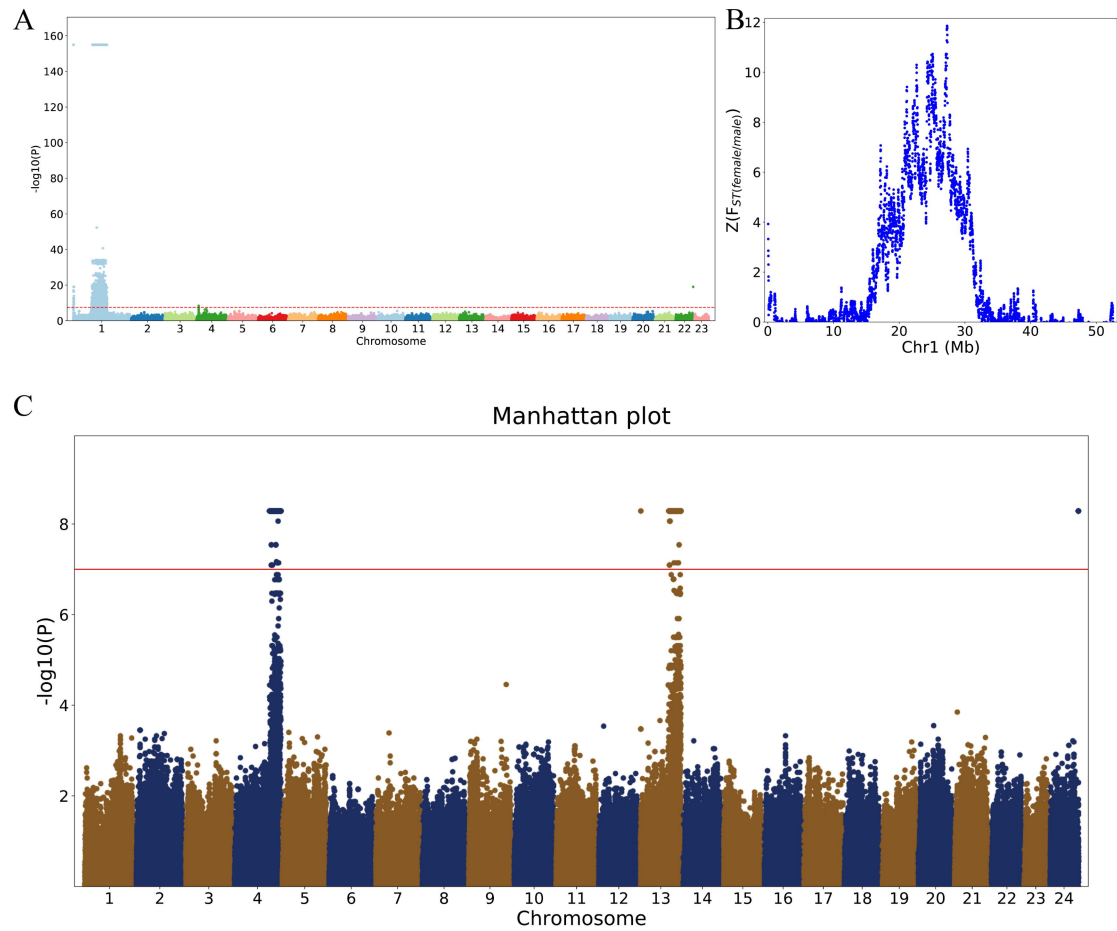 A
-log10(P)
160
140
120
100
80
60
40
20
0
1 2 3 4 5 6 7 8 9 10 11 12 13 14 15 16 17 18 19 20 21 22 23
Chromosome
B
Z(F_ST(female/male))
12
10
8
6
4
2
0
0 10 20 30 40 50
Chr1 (Mb)
C
Manhattan plot
-log10(P)
8
6
4
2
1 2 3 4 5 6 7 8 9 10 11 12 13 14 15 16 17 18 19 20 21 22 23 24
Chromosome